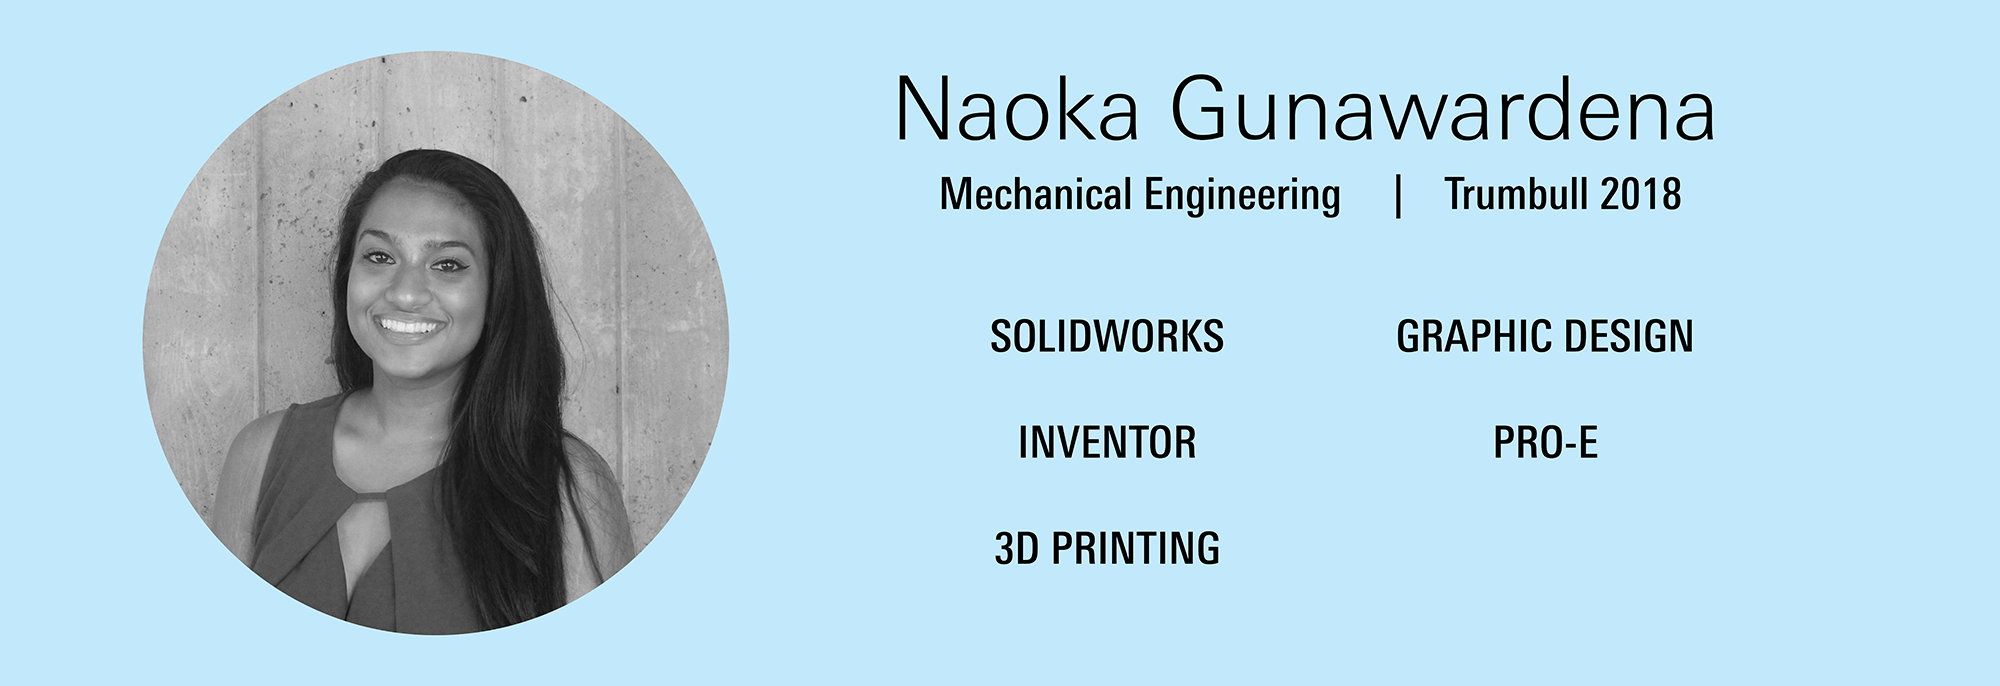 Naoka Gunawardena
Mechanical Engineering | Trumbull 2018
SOLIDWORKS GRAPHIC DESIGN
INVENTOR PRO-E
3D PRINTING